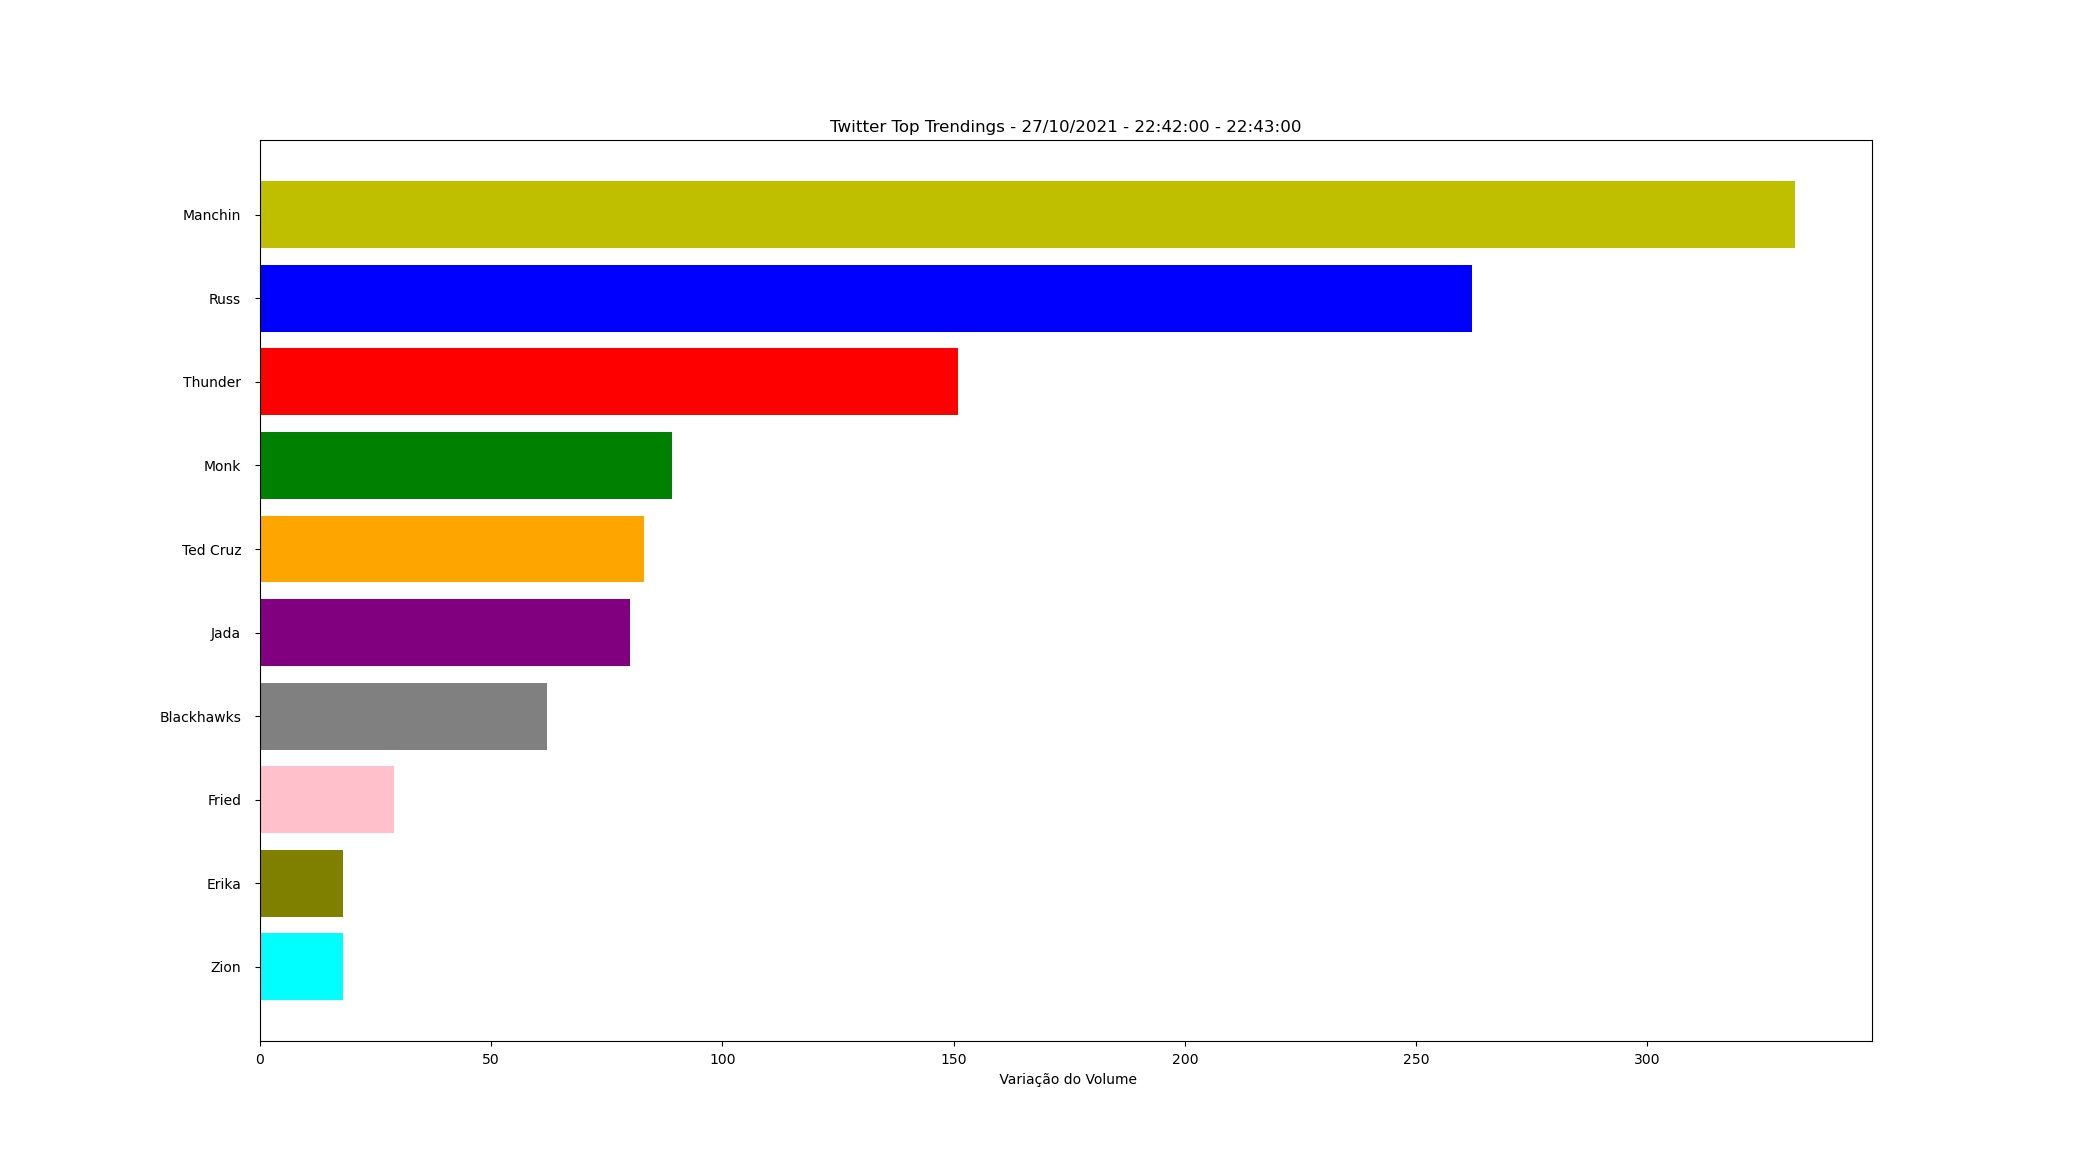 Twitter Top Trendings - 27/10/2021 - 22:42:00 - 22:43:00
Manchin
Russ
Thunder
Monk
Ted Cruz
Jada
Blackhawks
Fried
Erika
Zion
0 50 100 150 200 250 300
Variação do Volume